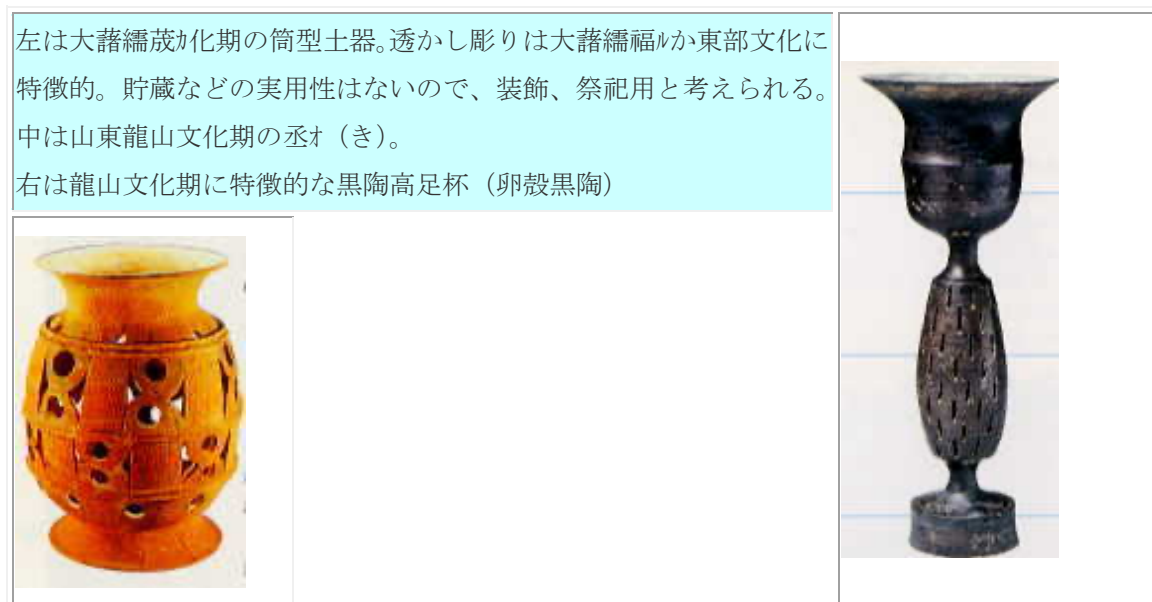 左は大藷繻荗ｶ化期の筒型土器。透かし彫りは大藷繻福ﾙか東部文化に
特徴的。貯蔵などの実用性はないので、装飾、祭祀用と考えられる。
中は山東龍山文化期の丞ｵ（き）。
右は龍山文化期に特徴的な黒陶高足杯（卵殻黒陶）